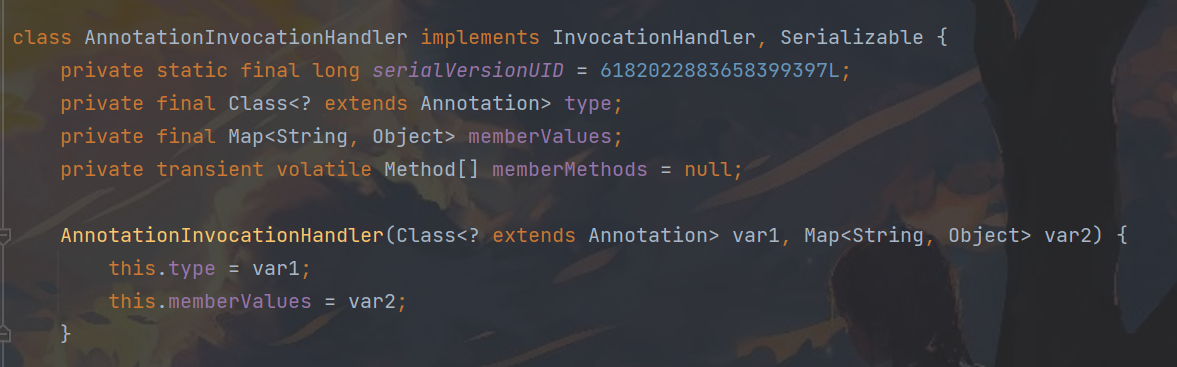 class AnnotationInvocationHandler implements InvocationHandler, Serializable {
private static final long serialVersionUID = 6182022883658399397L;
private final Class<? extends Annotation> type;
private final Map<String, Object> memberValues;
private transient volatile Method[] memberMethods = null;
AnnotationInvocationHandler(Class<? extends Annotation> var1, Map<String, Object> var2) {
this.type = var1;
this.memberValues = var2;
}